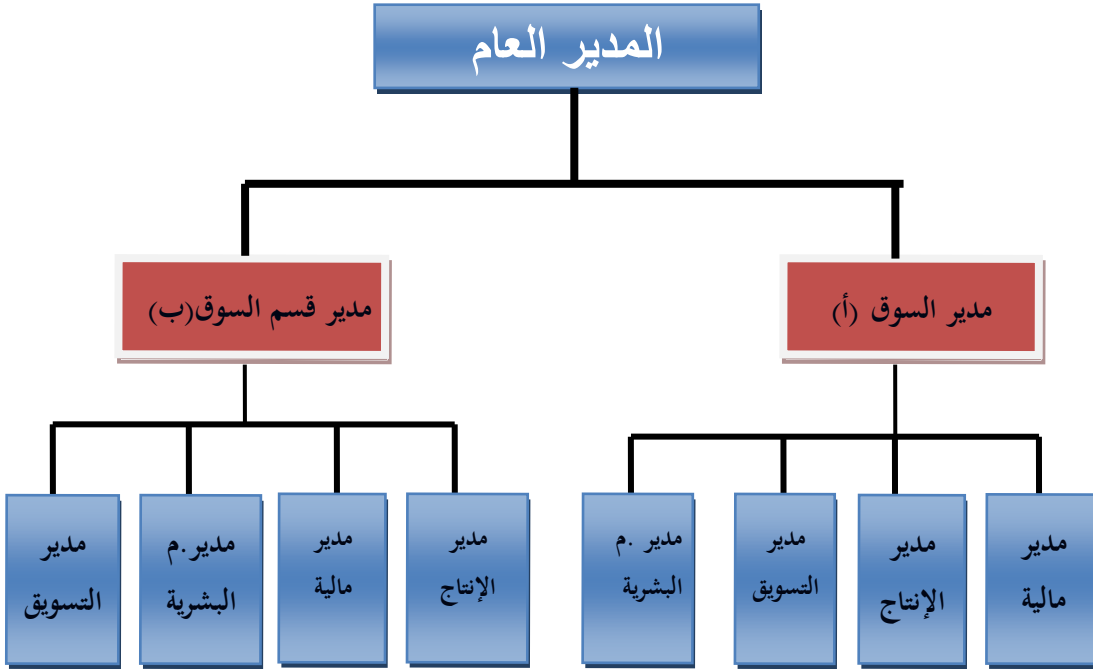 المدير العام
مدير السوق (أ)
مدير قسم السوق(ب)
مدير
مالية
مدير
الإنتاج
مدير
التسويق
مدير .م
البشرية
مدير
الإنتاج
مدير
مالية
مدير.م
البشرية
مدير
التسويق